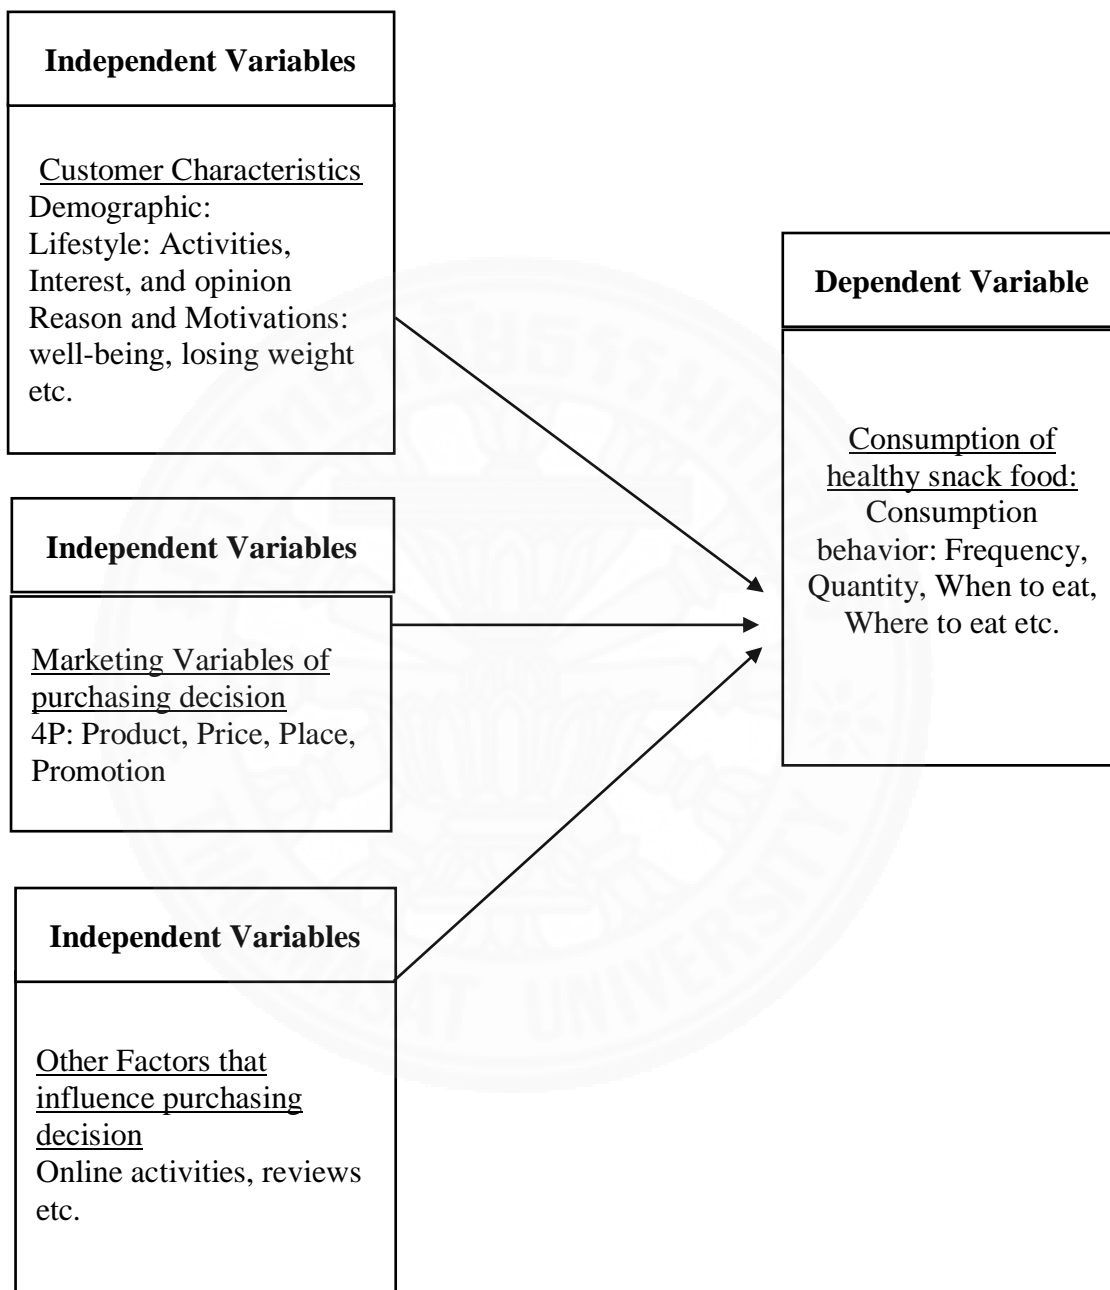 Independent Variables
Customer Characteristics
Demographic:
Lifestyle: Activities,
Interest, and opinion
Reason and Motivations:
well-being, losing weight
etc.
Independent Variables
Marketing Variables of
purchasing decision
4P: Product, Price, Place,
Promotion
Independent Variables
Other Factors that
influence purchasing
decision
Online activities, reviews
etc.
Dependent Variable
Consumption of
healthy snack food:
Consumption
behavior: Frequency,
Quantity, When to eat,
Where to eat etc.
THAMMASAT UNIVERSITY